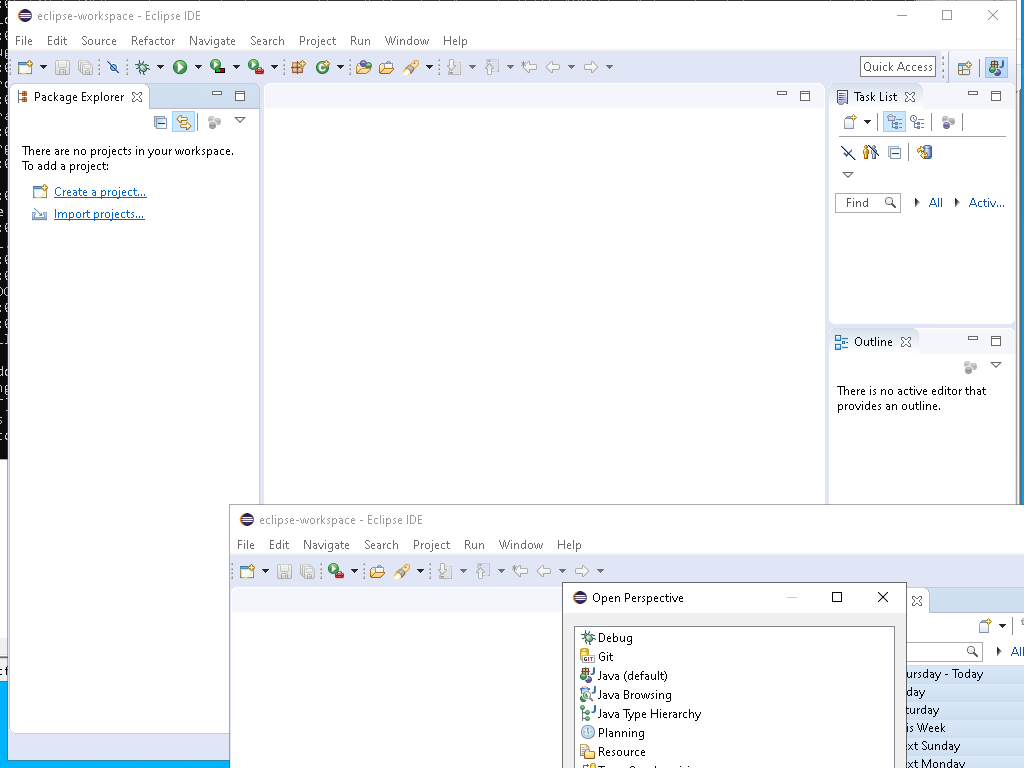 eclipse-workspace - Eclipse IDE
File Edit Source Refactor Navigate Search Project Run Window Help
Quick Access
Package Explorer
Task List
There are no projects in your workspace.
To add a project:
Create a project...
Import projects...
Find All Activ...
Outline
There is no active editor that
provides an outline.
eclipse-workspace - Eclipse IDE
File Edit Navigate Search Project Run Window Help
Open Perspective
Debug
Git
Java (default)
Java Browsing
Java Type Hierarchy
Planning
Resource
All
ursday - Today
day
turday
is Week
ext Sunday
ext Monday